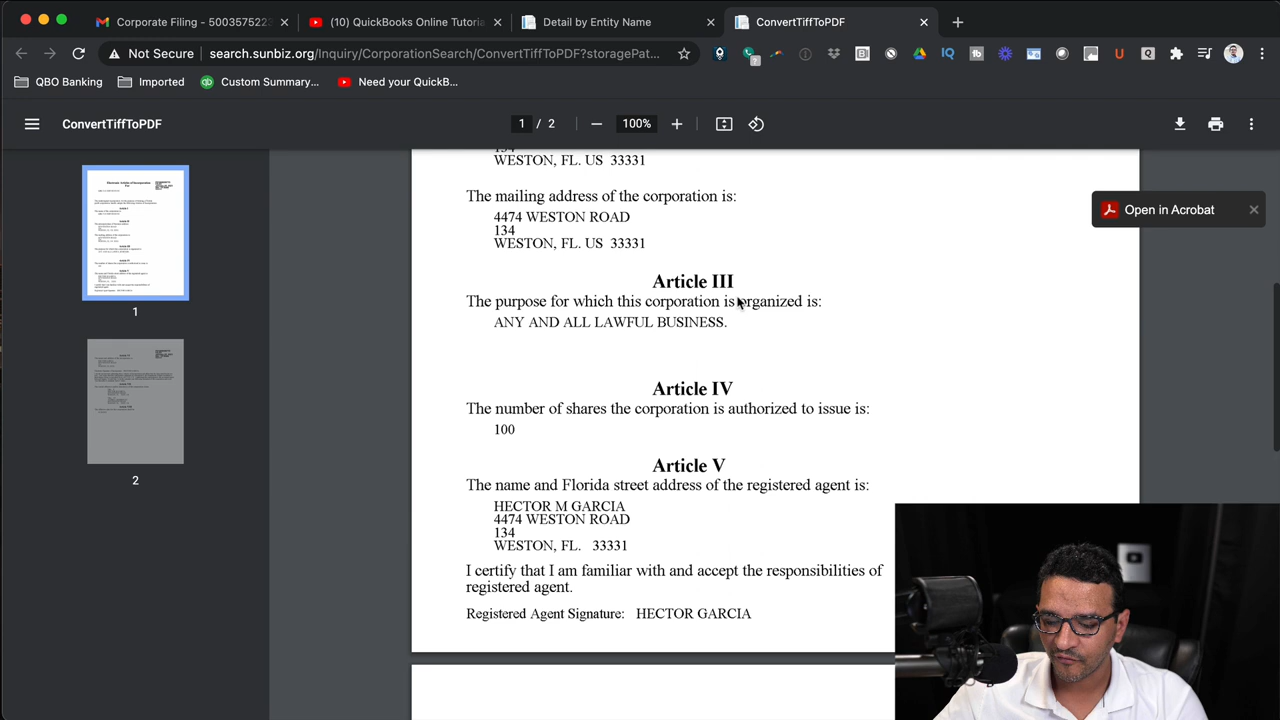 Corporate Filing - 5003575223
(10) QuickBooks Online Tutoria
Detail by Entity Name
ConvertTiffToPDF
Not Secure
search.sunbiz.org/Inquiry/CorporationSearch/ConvertTiffToPDF?storagePat...
QBO Banking
Imported
Custom Summary...
Need your QuickB...
ConvertTiffToPDF
1 / 2
100%
Open in Acrobat
1
2
WESTON, FL. US 33331
The mailing address of the corporation is:
4474 WESTON ROAD
134
WESTON, FL. US 33331
Article III
The purpose for which this corporation is organized is:
ANY AND ALL LAWFUL BUSINESS.
Article IV
The number of shares the corporation is authorized to issue is:
100
Article V
The name and Florida street address of the registered agent is:
HECTOR M GARCIA
4474 WESTON ROAD
134
WESTON, FL. 33331
I certify that I am familiar with and accept the responsibilities of
registered agent.
Registered Agent Signature: HECTOR GARCIA